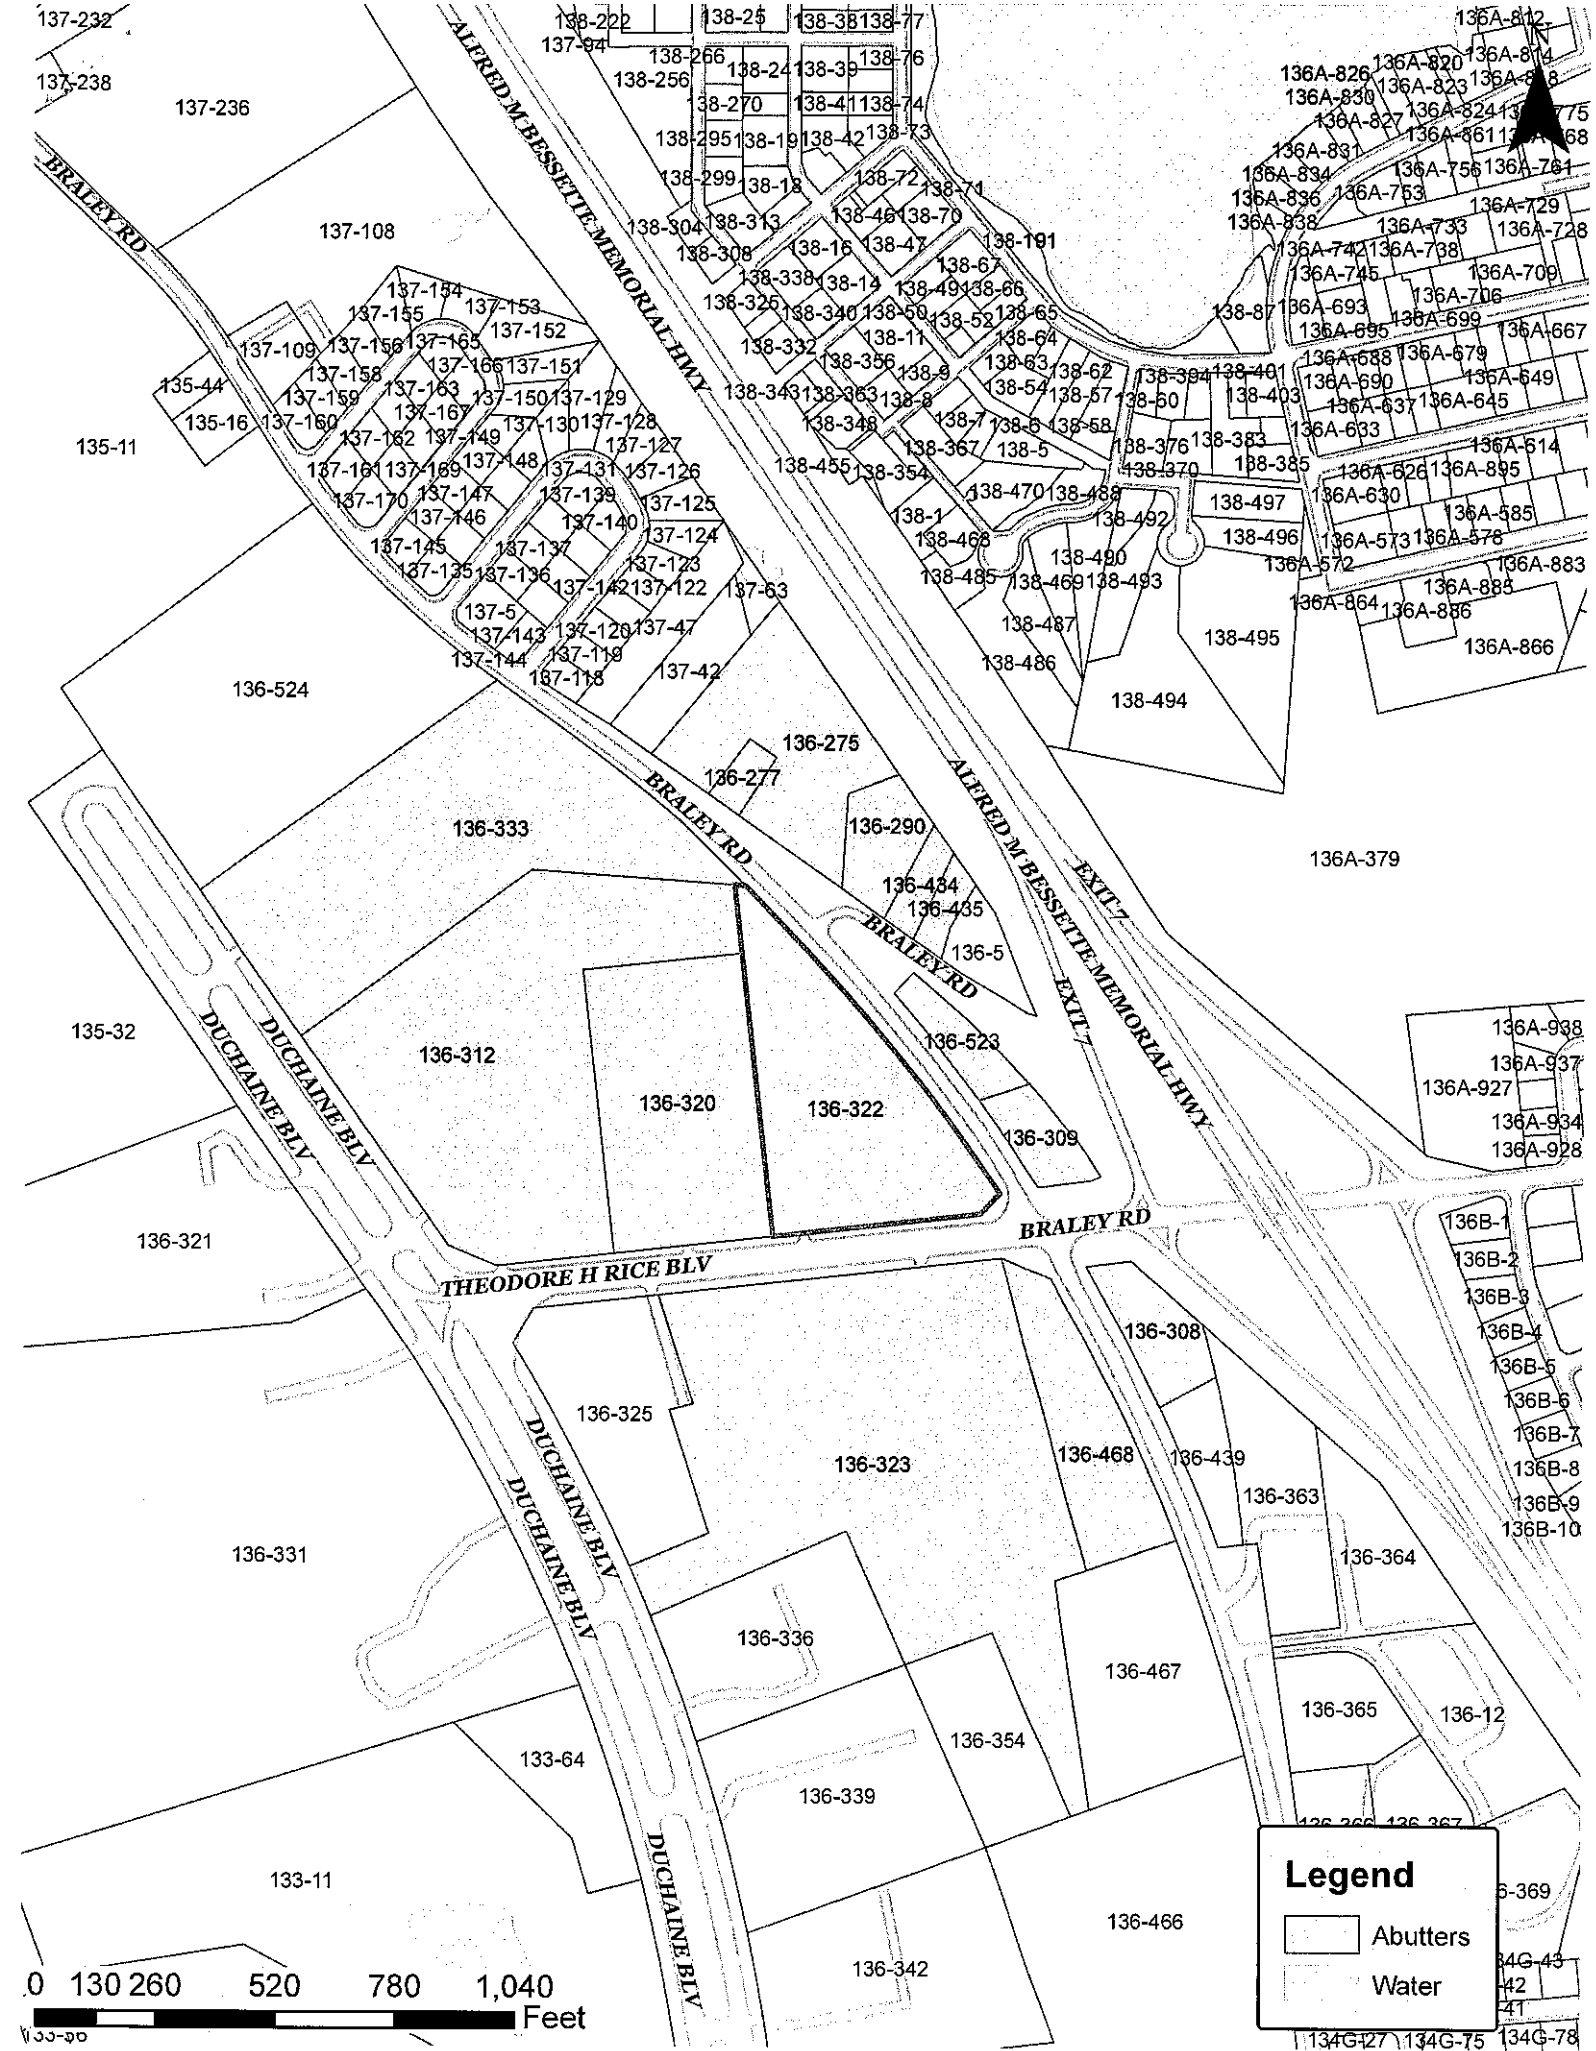 137-232
138-222
138-25
138-38
138-77
136A-812
137-94
138-266
138-76
136A-820
136A-814
137-238
138-256
138-24
138-39
136A-826
136A-823
137-236
138-270
138-41
138-74
136A-830
136A-824
136A-827
136A-861
138-295
138-19
138-42
138-73
136A-831
136A-756
136A-761
138-299
138-18
138-72
138-71
136A-834
136A-753
136A-836
136A-729
138-304
138-313
138-46
138-70
136A-838
136A-733
136A-728
137-108
138-308
138-16
138-47
138-191
136A-742
136A-738
138-338
138-14
138-67
136A-745
136A-709
138-325
138-49
138-66
136A-706
138-340
138-50
138-52
138-65
138-87
136A-693
136A-699
136A-667
136A-695
137-154
137-153
137-155
137-152
137-109
137-156
137-165
137-166
137-151
138-332
138-11
138-64
138-356
138-63
138-62
138-9
138-394
138-401
136A-688
136A-679
137-158
137-163
137-150
137-129
135-44
137-159
137-167
138-343
138-363
138-8
138-54
138-57
138-60
138-403
136A-690
136A-649
136A-637
136A-645
135-16
137-160
137-162
137-149
137-130
137-128
138-348
138-7
138-6
138-58
136A-633
135-11
137-127
138-367
138-5
138-376
138-383
136A-614
137-161
137-169
137-148
137-131
137-126
138-455
138-354
138-370
138-385
136A-626
136A-895
137-170
137-147
137-139
137-125
138-470
138-488
138-497
136A-630
137-146
137-140
137-124
138-1
138-492
136A-585
137-145
137-137
138-468
138-496
136A-573
136A-578
137-135
137-136
137-123
138-490
136A-572
136A-883
137-142
137-122
137-63
138-485
138-469
138-493
136A-885
137-5
136A-864
136A-886
137-143
137-120
137-47
138-487
138-495
136A-866
137-144
137-119
137-118
137-42
138-486
138-494
136-524
BRALEY RD
ALFRED M BESSETTE MEMORIAL HWY
136-275
136-277
136-333
BRALEY RD
136-290
136A-379
136-434
136-435
136-5
BRALEY RD
ALFRED M BESSETTE MEMORIAL HWY
EXIT 7
EXIT 7
135-32
DUCHAINE BLV
DUCHAINE BLV
136-312
136-320
136-322
136-523
136-309
136A-938
136A-937
136A-927
136A-934
136A-928
136-321
THEODORE H RICE BLV
BRALEY RD
136B-1
136B-2
136B-3
136B-4
136B-5
136B-6
136B-7
136B-8
136B-9
136B-10
136-308
136-325
136-323
136-468
136-439
136-363
136-364
DUCHAINE BLV
DUCHAINE BLV
136-331
136-336
136-467
136-365
136-12
133-64
136-354
136-339
136-366
136-367
133-11
DUCHAINE BLV
136-466
136-342
Legend
Abutters
Water
6-369
34G-43
-42
-41
134G-27
134G-75
134G-78
0 130 260 520 780 1,040
Feet